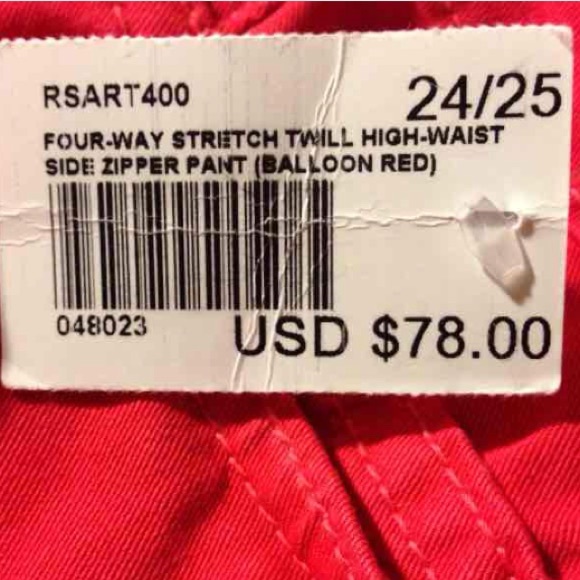 RSART400
24/25
FOUR-WAY STRETCH TWILL HIGH-WAIST
SIDE ZIPPER PANT (BALLOON RED)
048023
USD $78.00